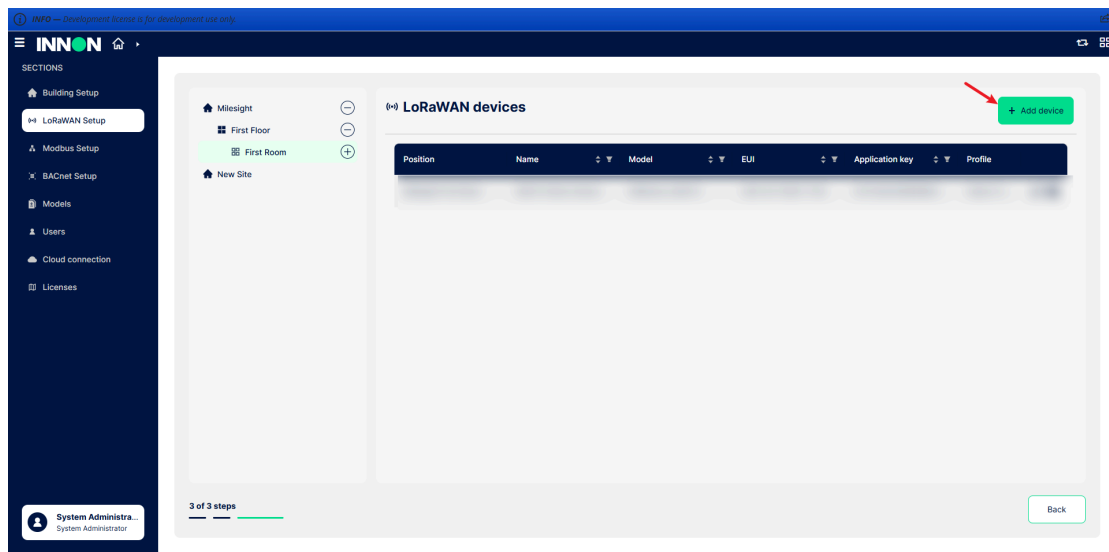 INFO — Development license is for development use only.
INNON
SECTIONS
Building Setup
LoRaWAN Setup
Modbus Setup
BACnet Setup
Models
Users
Cloud connection
Licenses
System Administra...
System Administrator
Milesight
First Floor
First Room
New Site
LoRaWAN devices
+ Add device
Position Name Model EUI Application key Profile
3 of 3 steps
Back